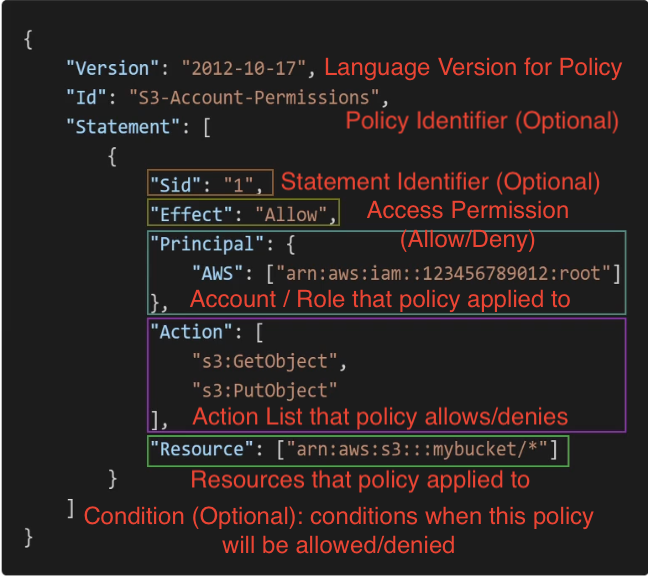 {
"Version": "2012-10-17", Language Version for Policy
"Id": "S3-Account-Permissions",
"Statement": [ Policy Identifier (Optional)
{
"Sid": "1", Statement Identifier (Optional)
"Effect": "Allow", Access Permission
"Principal": { (Allow/Deny)
"AWS": ["arn:aws:iam::123456789012:root"]
}, Account / Role that policy applied to
"Action": [
"s3:GetObject",
"s3:PutObject"
], Action List that policy allows/denies
"Resource": ["arn:aws:s3:::mybucket/*"]
} Resources that policy applied to
] Condition (Optional): conditions when this policy
} will be allowed/denied